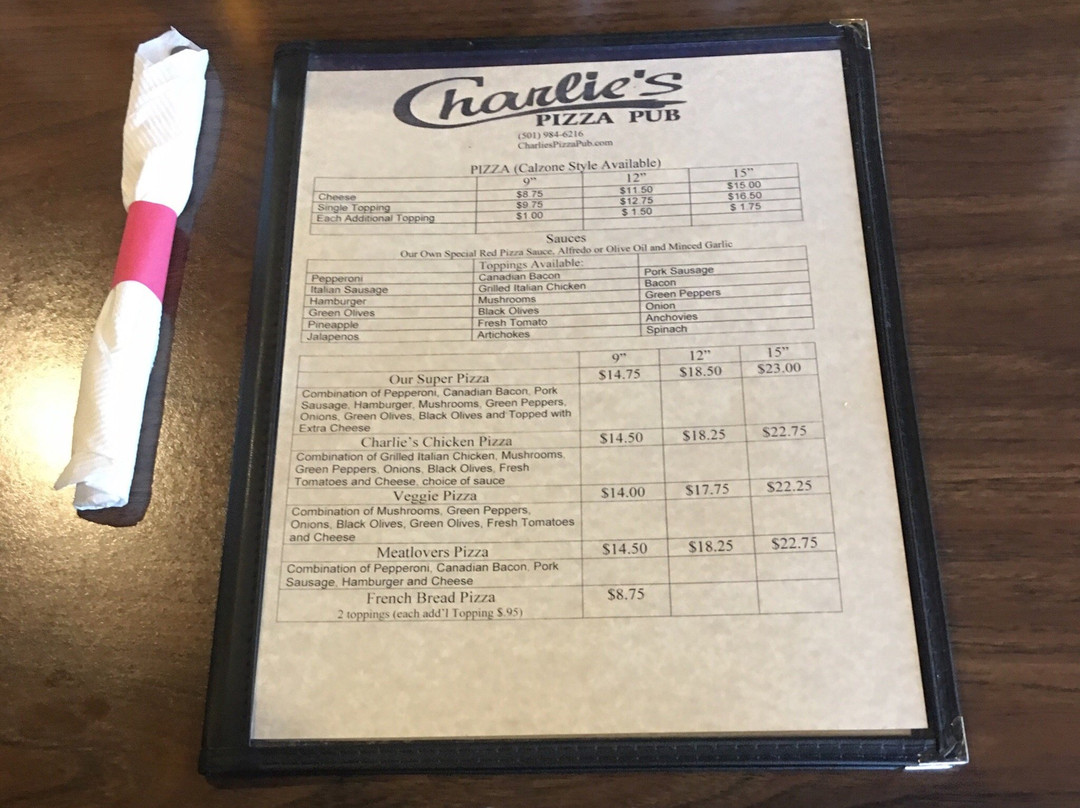 Charlie's
PIZZA PUB
(501) 984-6216
CharliesPizzaPub.com
PIZZA (Calzone Style Available)
9" 12" 15"
Cheese $8.75 $11.50 $15.00
Single Topping $9.75 $12.75 $16.50
Each Additional Topping $1.00 $ 1.50 $ 1.75
Sauces
Our Own Special Red Pizza Sauce, Alfredo or Olive Oil and Minced Garlic
Toppings Available:
Pepperoni Canadian Bacon Pork Sausage
Italian Sausage Grilled Italian Chicken Bacon
Hamburger Mushrooms Green Peppers
Green Olives Black Olives Onion
Pineapple Fresh Tomato Anchovies
Jalapenos Artichokes Spinach
9" 12" 15"
Our Super Pizza $14.75 $18.50 $23.00
Combination of Pepperoni, Canadian Bacon, Pork
Sausage, Hamburger, Mushrooms, Green Peppers,
Onions, Green Olives, Black Olives and Topped with
Extra Cheese
Charlie's Chicken Pizza $14.50 $18.25 $22.75
Combination of Grilled Italian Chicken, Mushrooms,
Green Peppers, Onions, Black Olives, Fresh
Tomatoes and Cheese, choice of sauce
Veggie Pizza $14.00 $17.75 $22.25
Combination of Mushrooms, Green Peppers,
Onions, Black Olives, Green Olives, Fresh Tomatoes
and Cheese
Meatlovers Pizza $14.50 $18.25 $22.75
Combination of Pepperoni, Canadian Bacon, Pork
Sausage, Hamburger and Cheese
French Bread Pizza $8.75
2 toppings (each add'l Topping $.95)